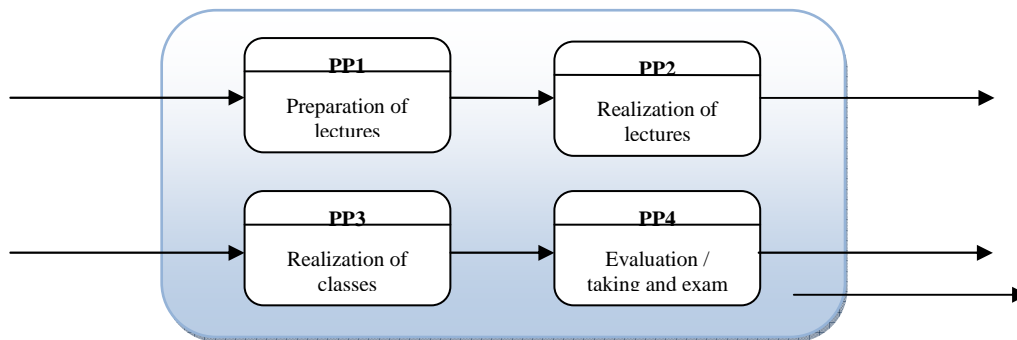 PP1
Preparation of
lectures
PP2
Realization of
lectures
PP3
Realization of
classes
PP4
Evaluation /
taking and exam